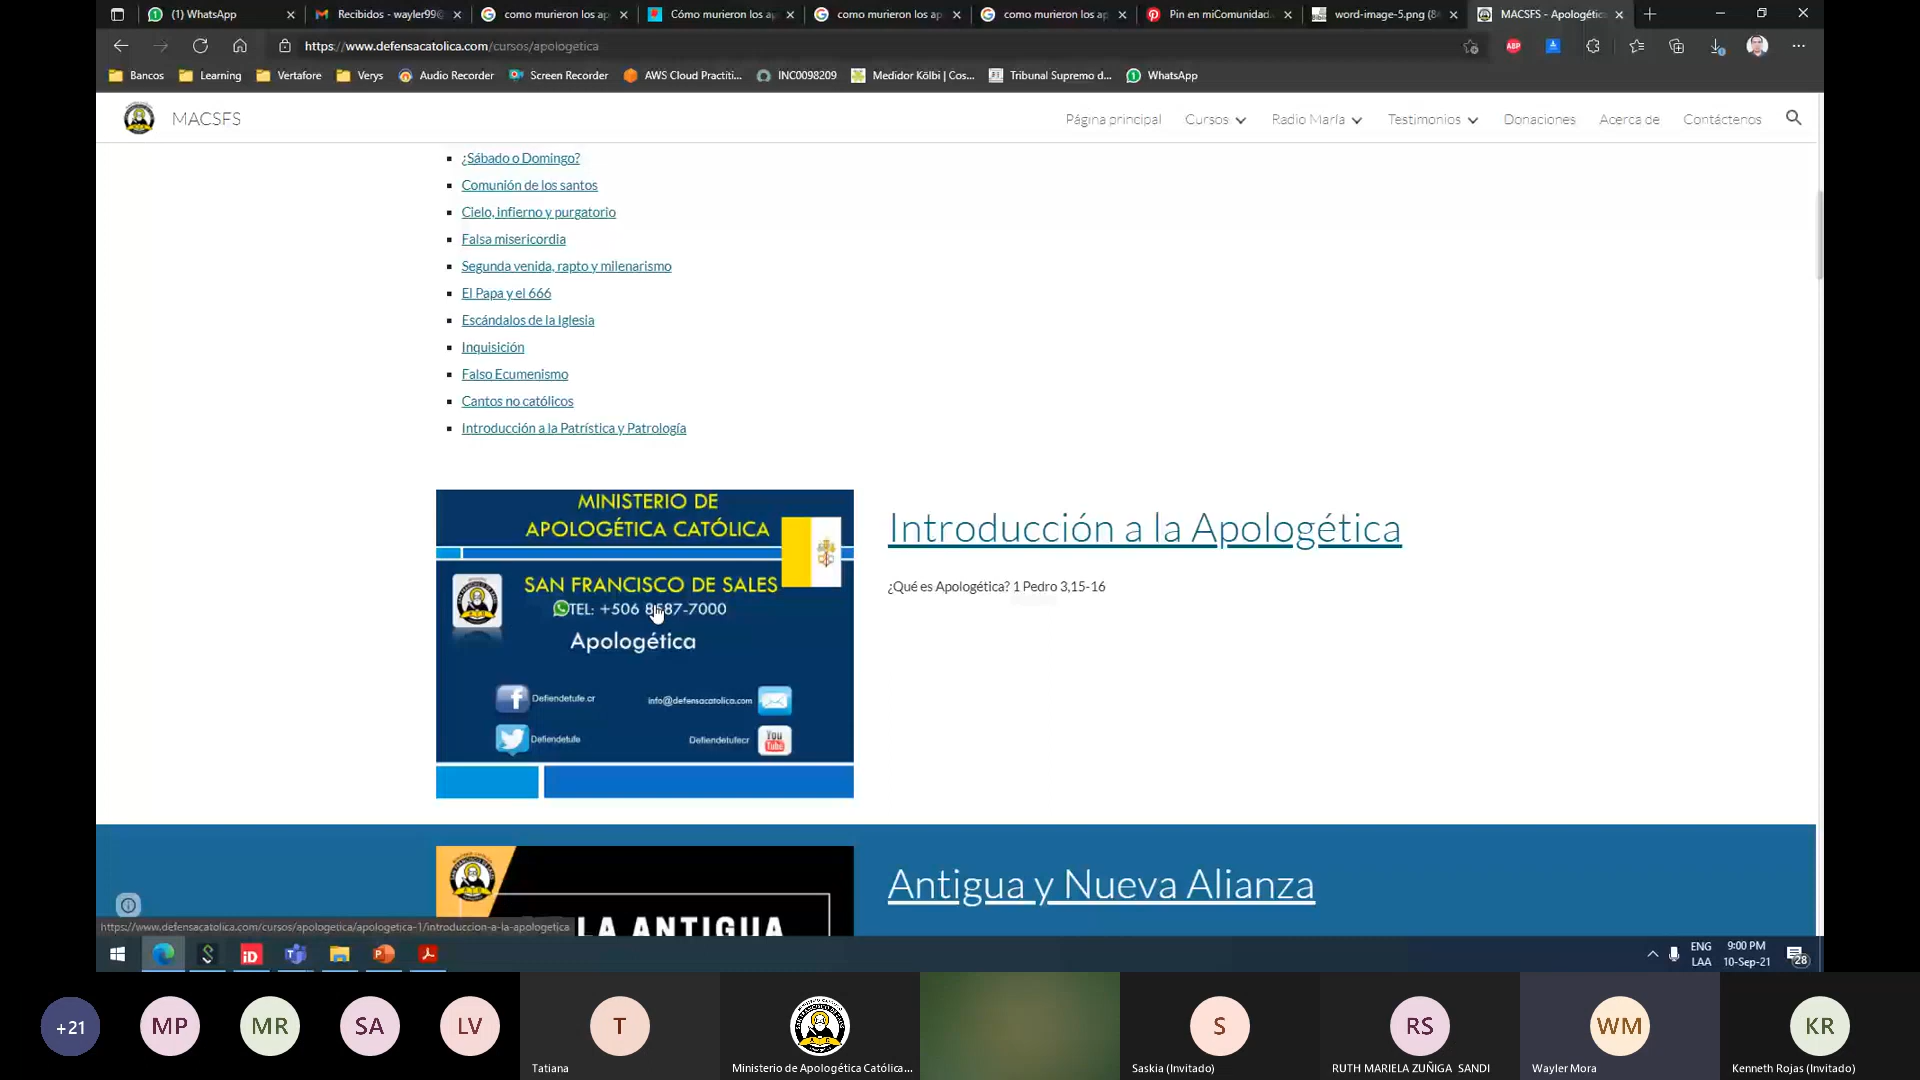 (1) WhatsApp
Recibidos - wayler99@
como murieron los ap
Cómo murieron los ap
como murieron los ap
como murieron los ap
Pin en miComunidad.
word-image-5.png (8
MACSFS - Apologétic
https://www.defensacatolica.com/cursos/apologetica
ABP
Bancos
Learning
Vertafore
Verys
Audio Recorder
Screen Recorder
AWS Cloud Practiti...
INC0098209
Medidor Kölbi | Cos...
Tribunal Supremo d...
WhatsApp
MACSFS
Página principal
Cursos
Radio María
Testimonios
Donaciones
Acerca de
Contáctenos
¿Sábado o Domingo?
Comunión de los santos
Cielo, infierno y purgatorio
Falsa misericordia
Segunda venida, rapto y milenarismo
El Papa y el 666
Escándalos de la Iglesia
Inquisición
Falso Ecumenismo
Cantos no católicos
Introducción a la Patrística y Patrología
MINISTERIO DE
APOLOGÉTICA CATÓLICA
SAN FRANCISCO DE SALES
TEL: +506 8587-7000
Apologética
Defiendetufe.cr
info@defensacatolica.com
Defiendetufe
Defiendetufecr
You
Tube
Introducción a la Apologética
¿Qué es Apologética? 1 Pedro 3,15-16
LA ANTIGUA
Antigua y Nueva Alianza
https://www.defensacatolica.com/cursos/apologetica/apologetica-1/introduccion-a-la-apologetica
iD
ENG
LAA
9:00 PM
10-Sep-21
28
+21
MP
MR
SA
LV
T
Tatiana
Ministerio de Apologética Católica...
S
Saskia (Invitado)
RS
RUTH MARIELA ZUÑIGA SANDI
WM
Wayler Mora
KR
Kenneth Rojas (Invitado)